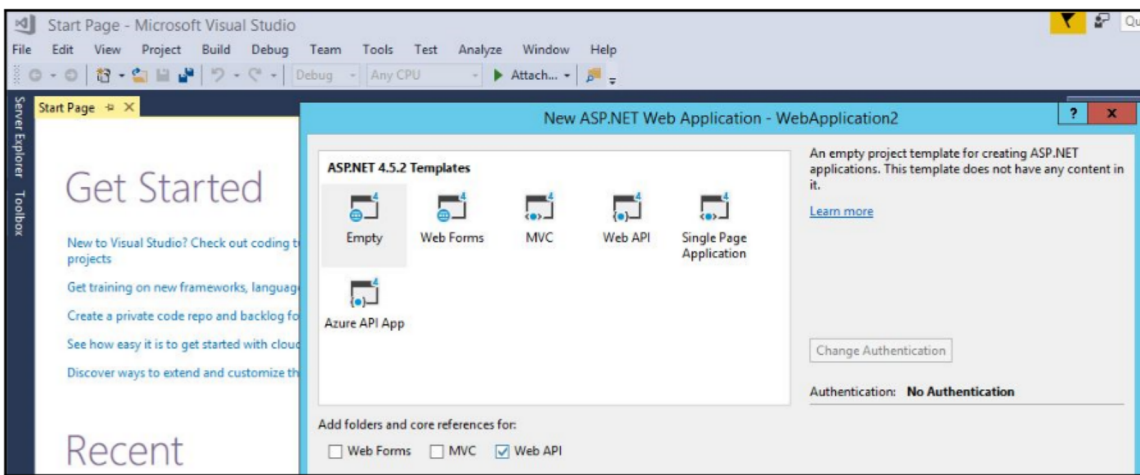 Start Page - Microsoft Visual Studio
File Edit View Project Build Debug Team Tools Test Analyze Window Help
Debug Any CPU Attach...
Server Explorer
Toolbox
Start Page
Get Started
New to Visual Studio? Check out coding
projects
Get training on new frameworks,
Create a private code repo and backlog
See how easy it is to get started with
Discover ways to extend and customize
Recent
New ASP.NET Web Application - WebApplication2
? x
ASP.NET 4.5.2 Templates
Empty
Web Forms
MVC
Web API
Single Page
Application
Azure API App
Add folders and core references for:
Web Forms MVC Web API
An empty project template for creating ASP.NET
applications. This template does not have any content in
it.
Learn more
Change Authentication
Authentication: No Authentication